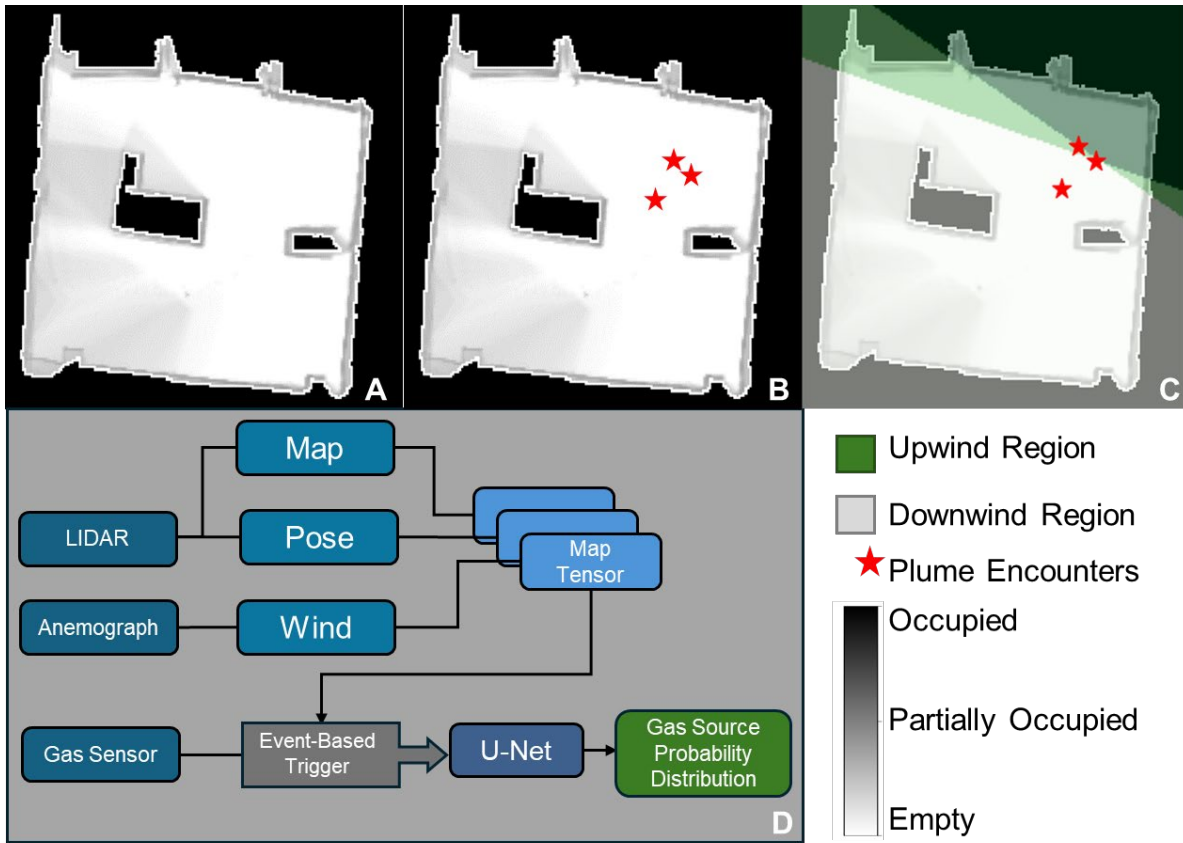 A
B
C
Map
LIDAR
Pose
Map
Tensor
Anemograph
Wind
Gas Sensor
Event-Based
Trigger
U-Net
Gas Source
Probability
Distribution
D
Upwind Region
Downwind Region
Plume Encounters
Occupied
Partially Occupied
Empty